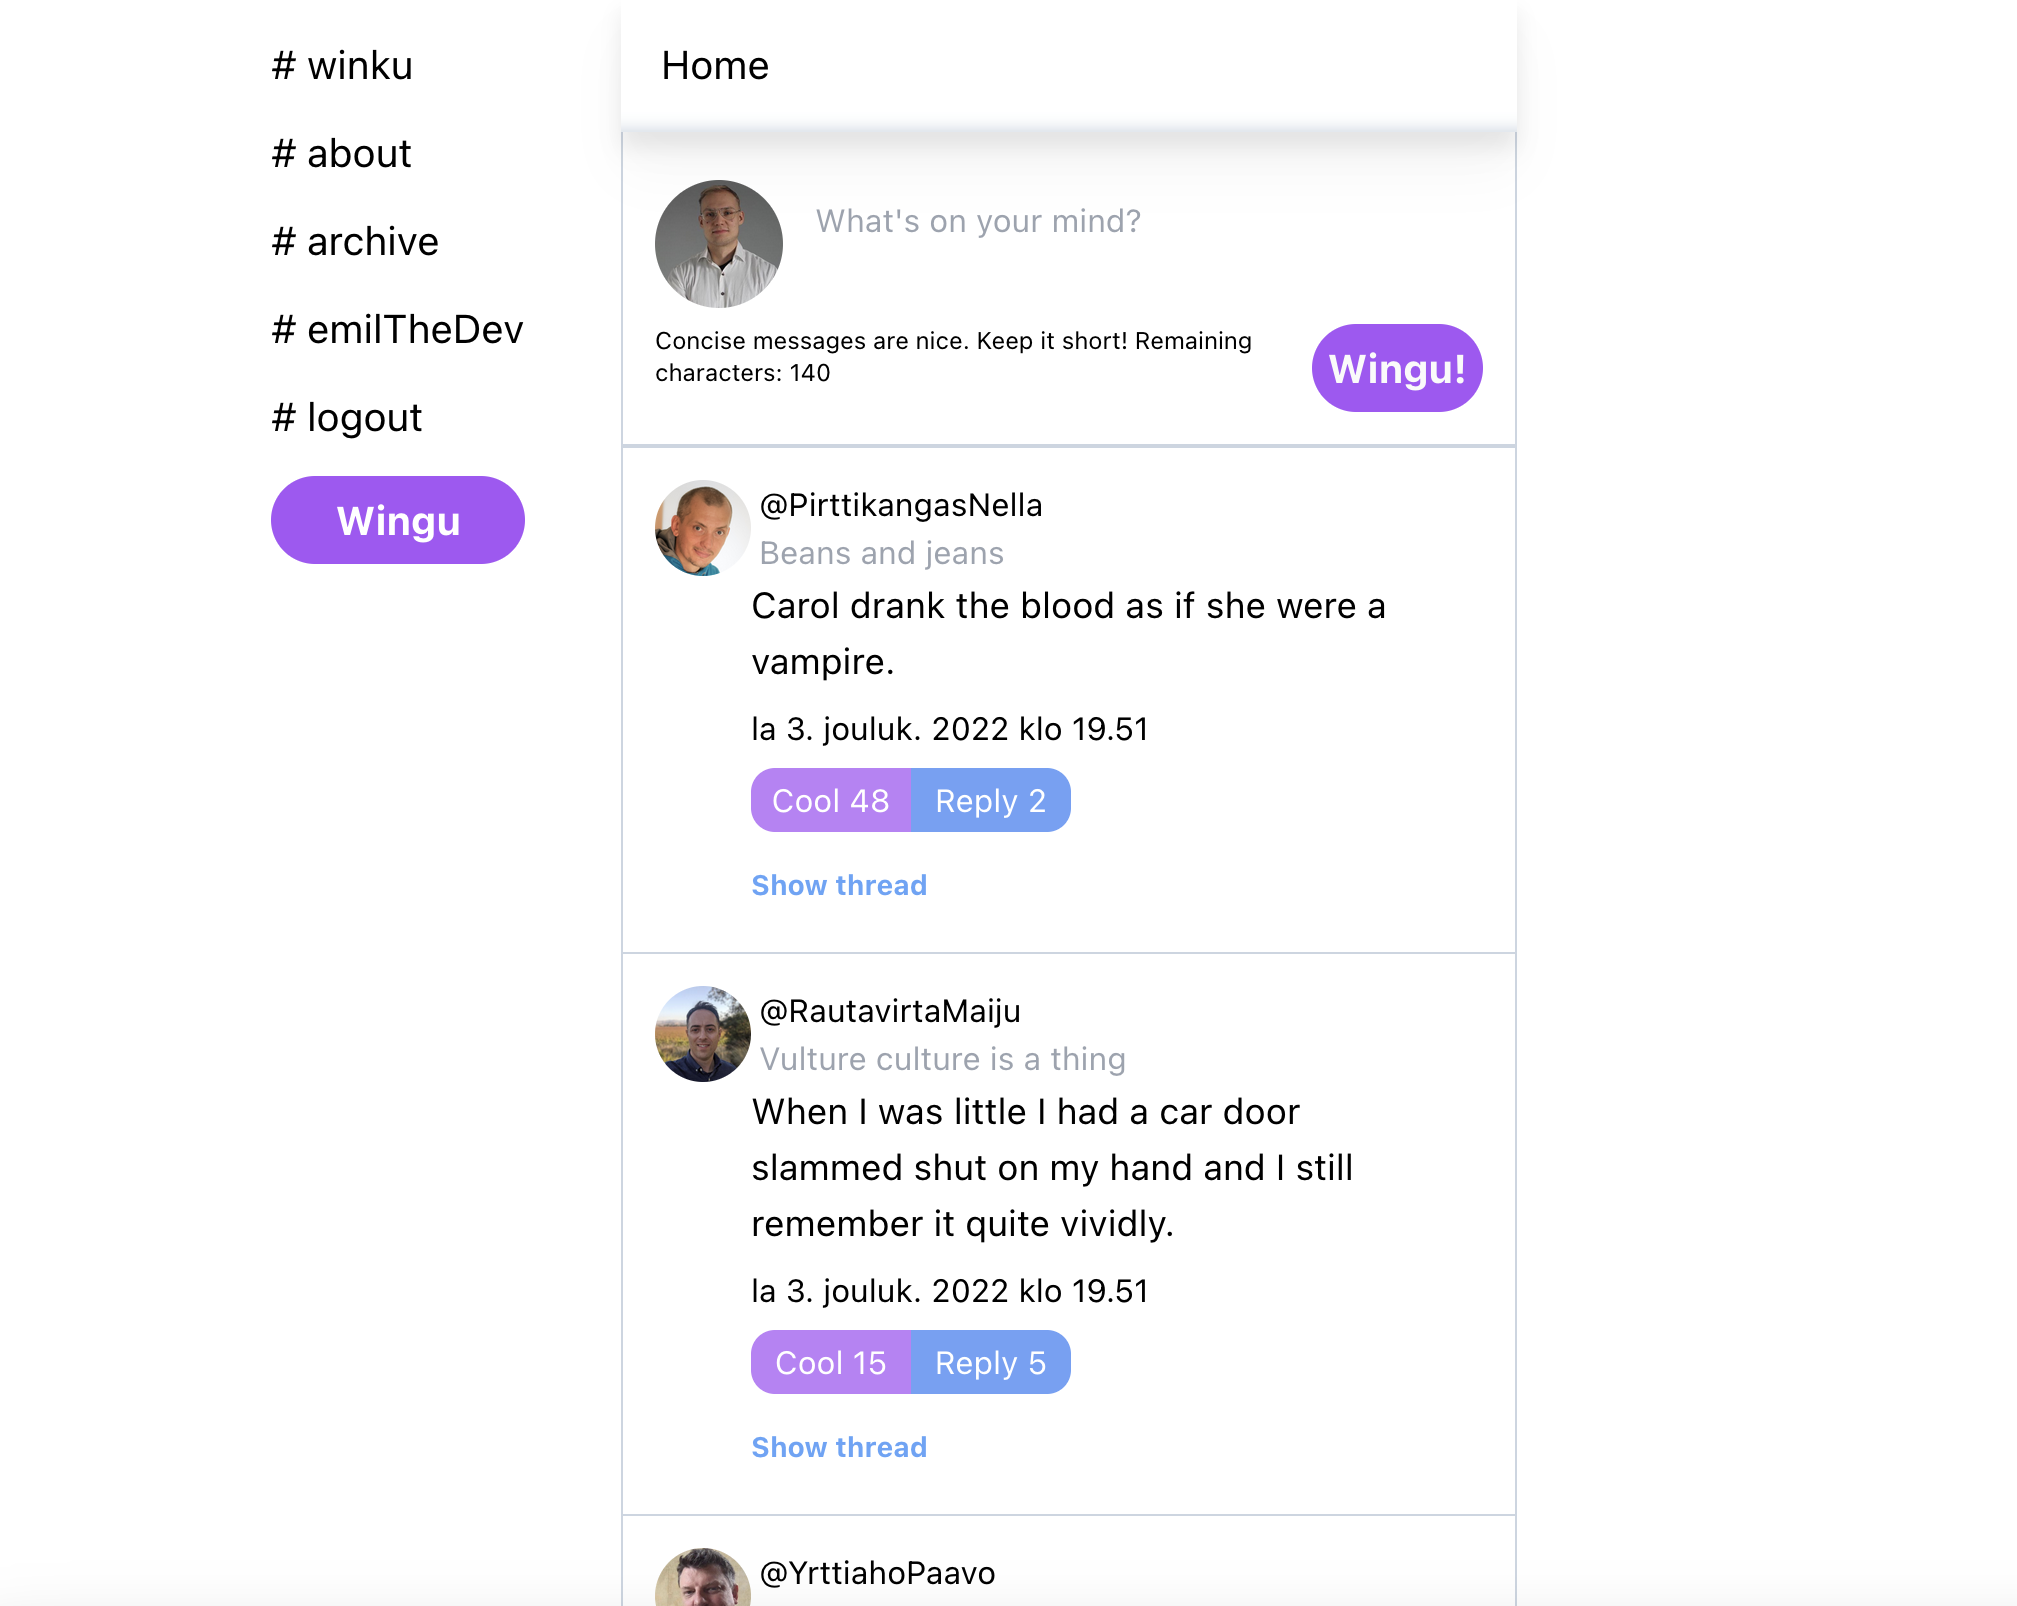 # winku
# about
# archive
# emilTheDev
# logout
Wingu
Home
What's on your mind?
Concise messages are nice. Keep it short! Remaining
characters: 140
Wingu!
@PirttikangasNella
Beans and jeans
Carol drank the blood as if she were a
vampire.
la 3. jouluk. 2022 klo 19.51
Cool 48
Reply 2
Show thread
@RautavirtaMaiju
Vulture culture is a thing
When I was little I had a car door
slammed shut on my hand and I still
remember it quite vividly.
la 3. jouluk. 2022 klo 19.51
Cool 15
Reply 5
Show thread
@YrttiahoPaavo